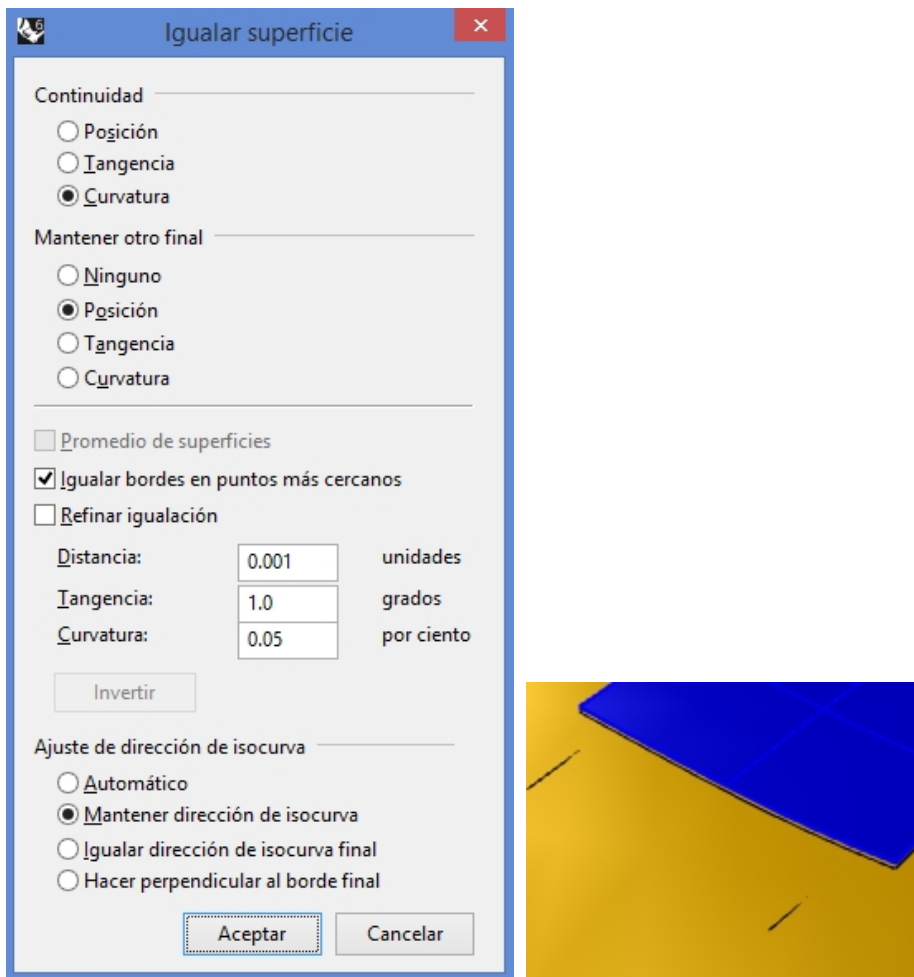 Igualar superficie
Continuidad
Posición
Tangencia
Curvatura
Mantener otro final
Ninguno
Posición
Tangencia
Curvatura
Promedio de superficies
Igualar bordes en puntos más cercanos
Refinar igualación
Distancia: 0.001 unidades
Tangencia: 1.0 grados
Curvatura: 0.05 por ciento
Invertir
Ajuste de dirección de isocurva
Automático
Mantener dirección de isocurva
Igualar dirección de isocurva final
Hacer perpendicular al borde final
Aceptar Cancelar